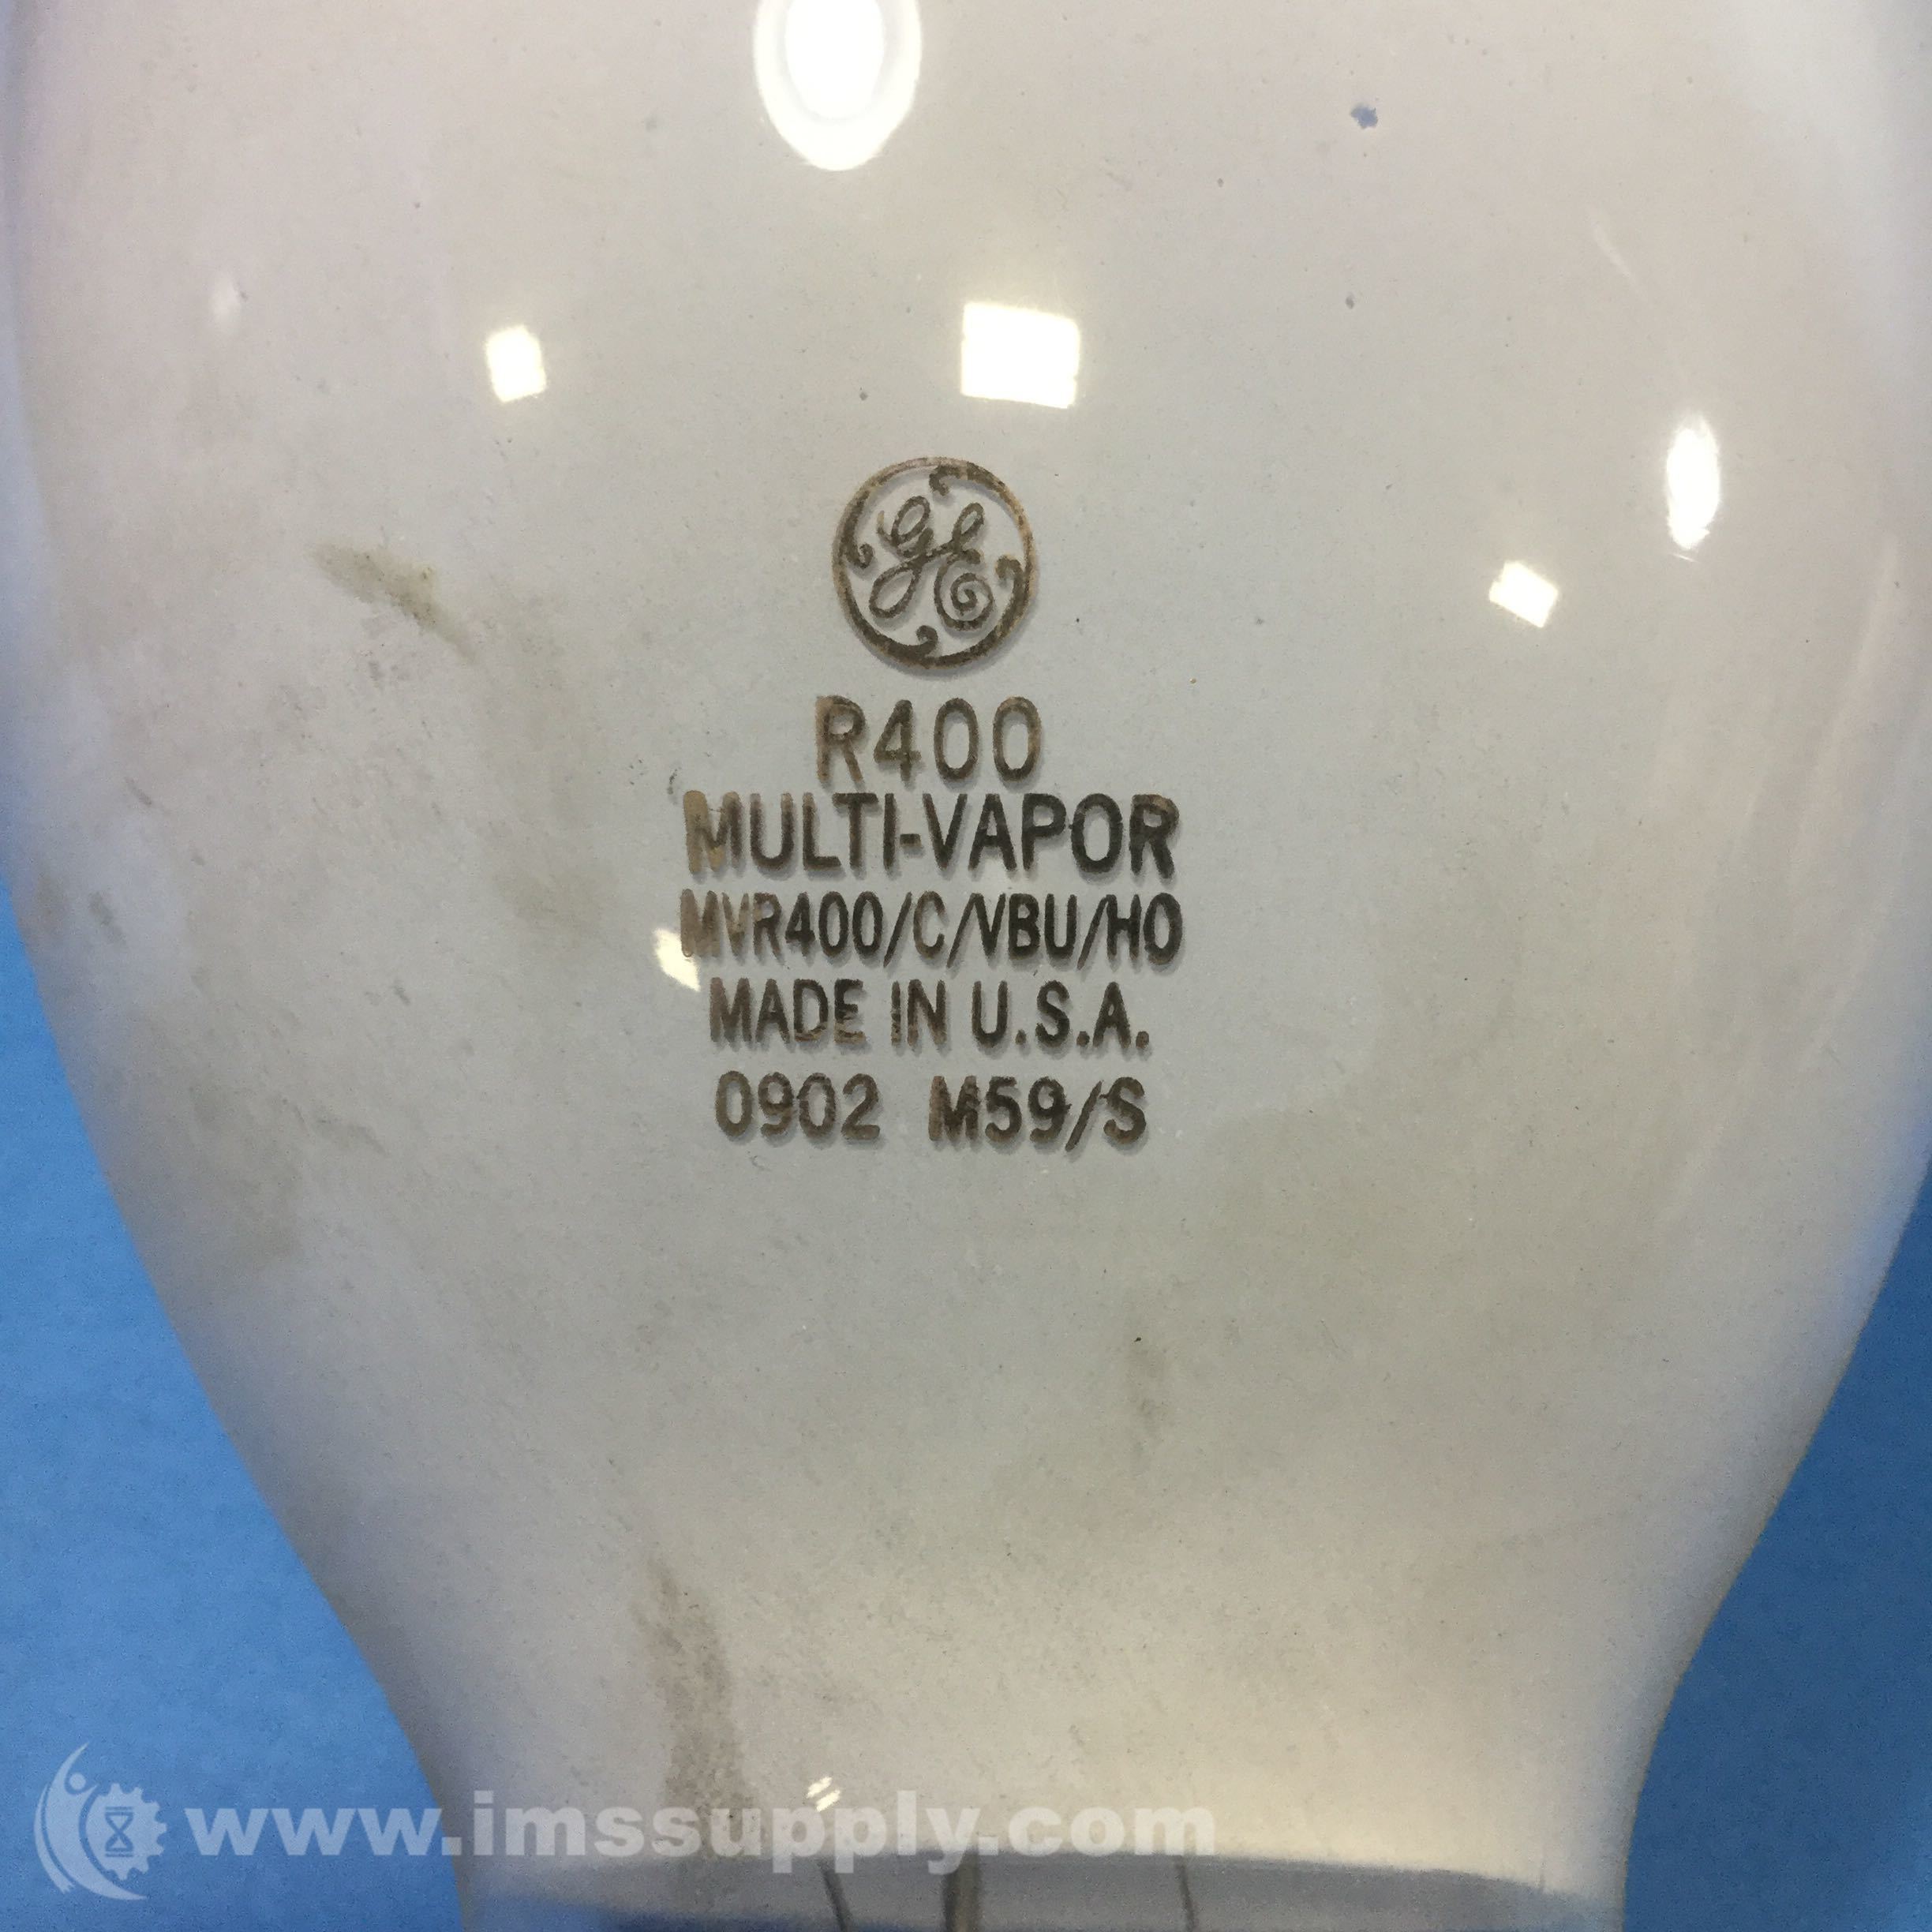 GE
R400
MULTI-VAPOR
MVR400/C/VBU/HO
MADE IN U.S.A.
0902 M59/S
www.imssupply.com